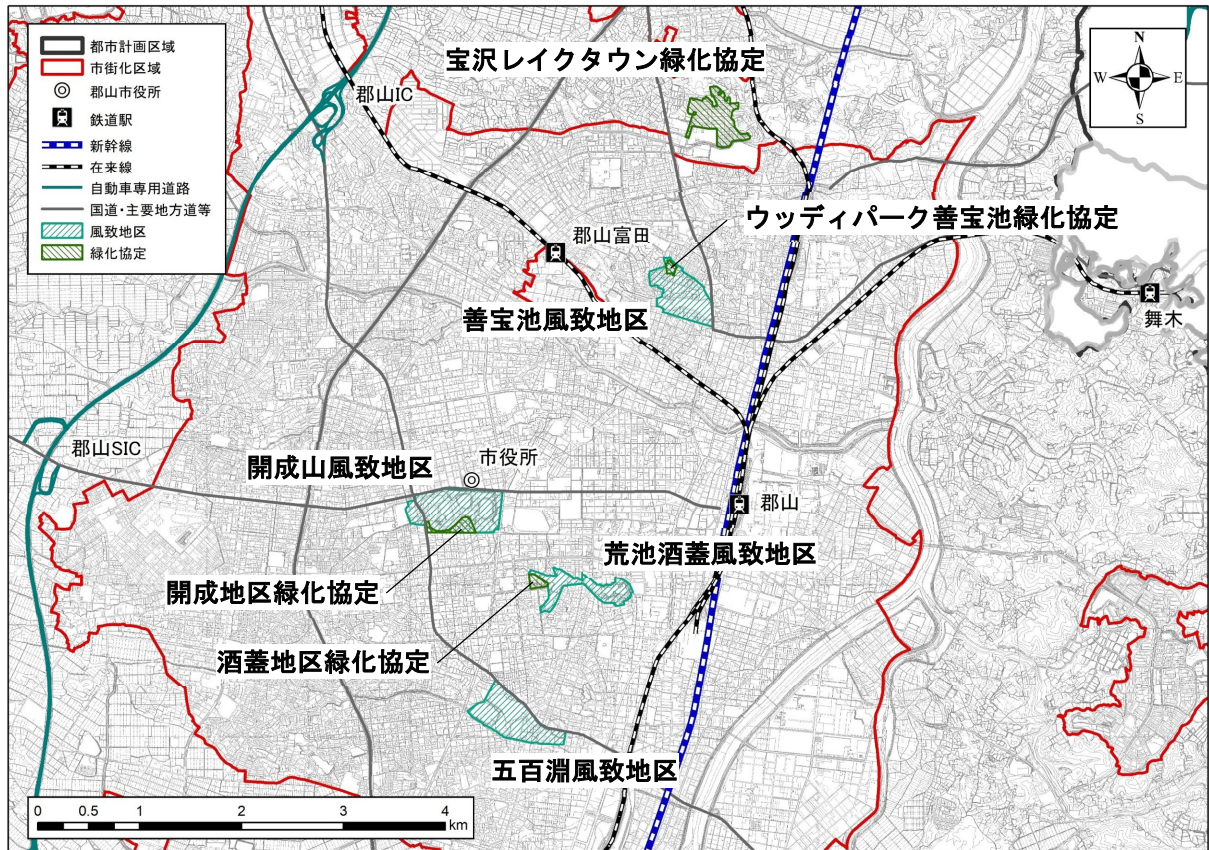 都市計画区域
市街化区域
郡山市役所
鉄道駅
新幹線
在来線
自動車専用道路
国道・主要地方道等
風致地区
緑化協定
宝沢レイクタウン緑化協定
N
W
E
S
郡山IC
ウッディパーク善宝池緑化協定
郡山富田
善宝池風致地区
舞木
郡山SIC
開成山風致地区
市役所
郡山
荒池酒蓋風致地区
開成地区緑化協定
酒蓋地区緑化協定
五百淵風致地区
0 0.5 1 2 3 4
km